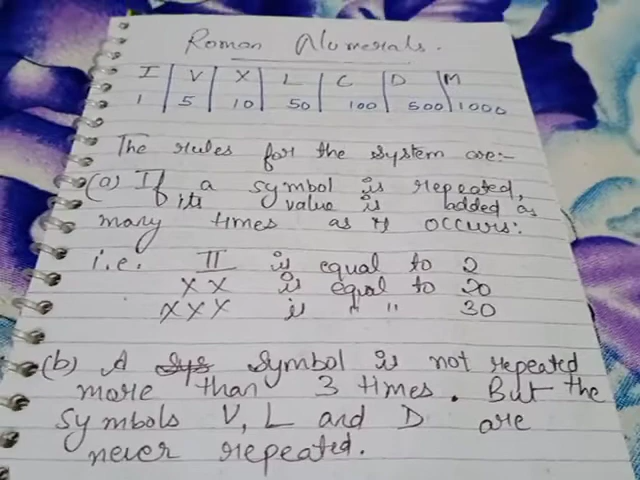 Roman Numerals.
I | V | X | L | C | D | M
1 | 5 | 10 | 50 | 100 | 500 | 1000
The rules for the system are:-
(a) If a symbol is repeated,
its value is added as
many times as it occurs:
i.e. II is equal to 2
XX is equal to 20
XXX is " " 30
(b) A sys symbol is not repeated
more than 3 times. But the
symbols V, L and D are
never repeated.